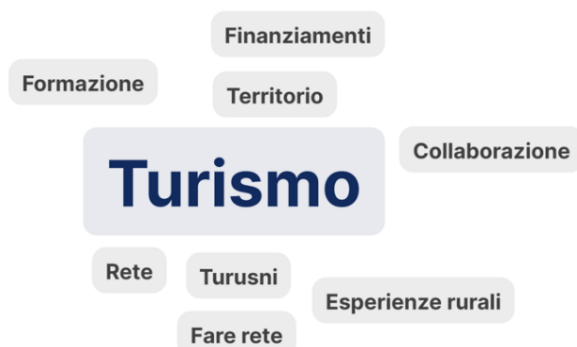 Finanziamenti
Formazione
Territorio
Collaborazione
Turismo
Rete
Turusni
Esperienze rurali
Fare rete